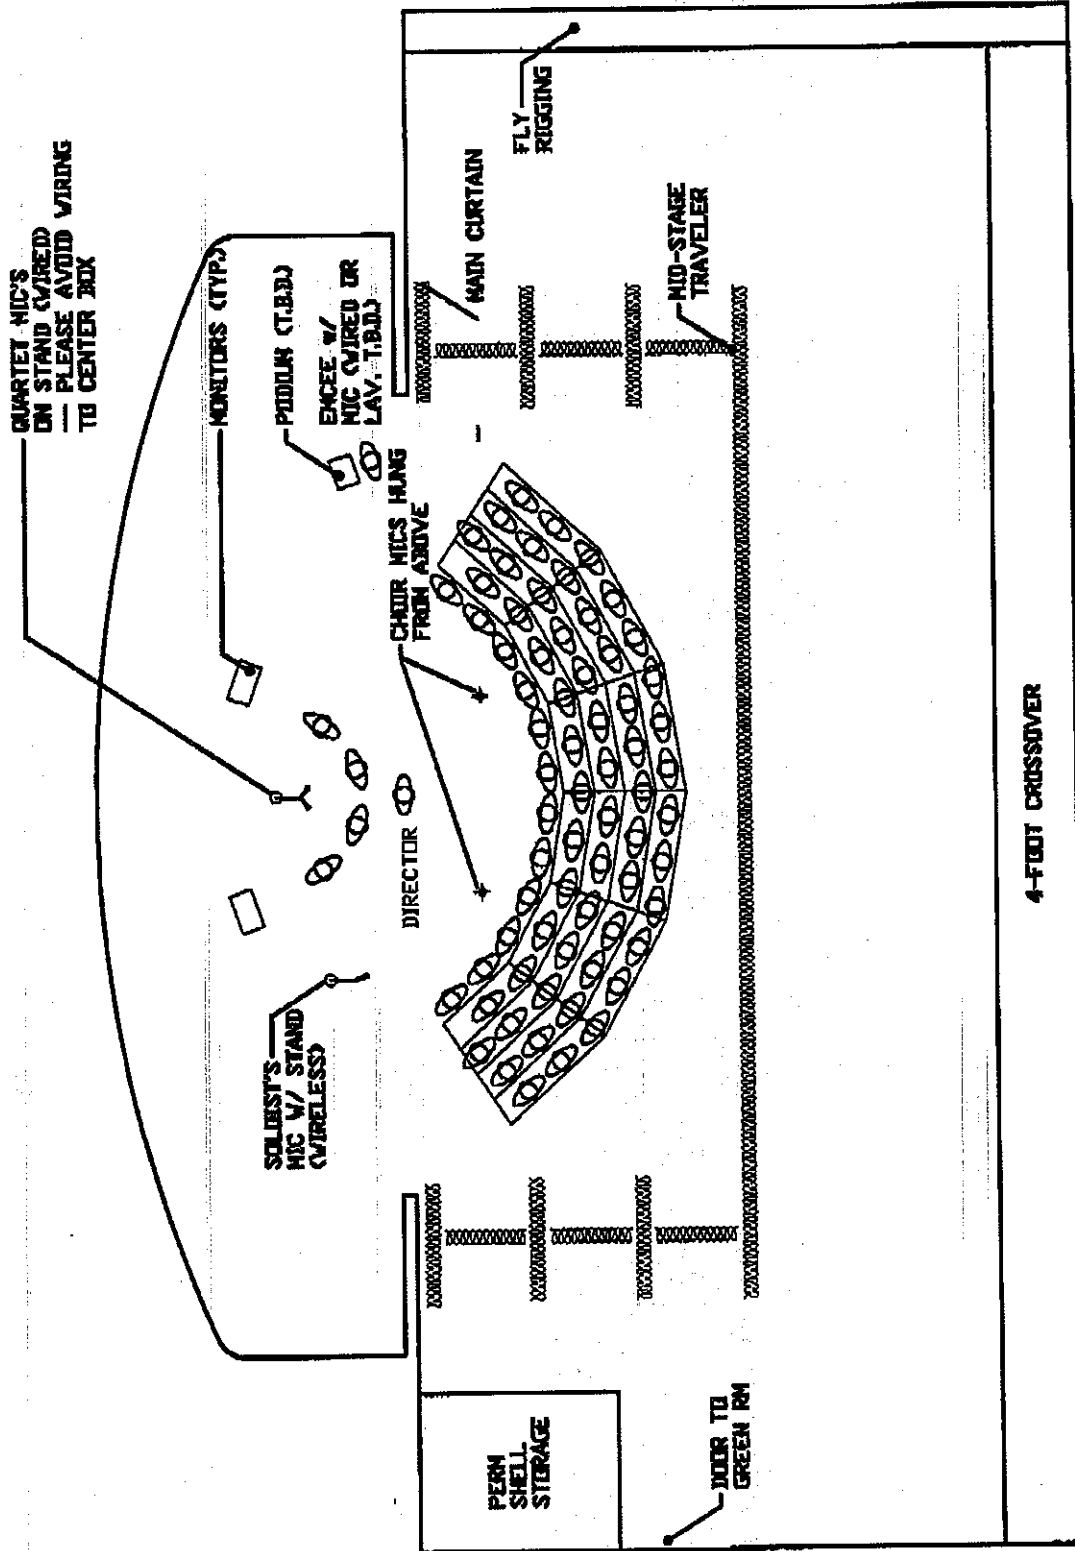 QUARTET MIC'S
ON STAND (WIRED)
— PLEASE AVOID WIRING
TO CENTER BOX
MONITORS (TYP.)
PODIUM (T.B.D.)
EMCEE w/
MIC (WIRED OR
LAV. T.B.D.)
CHOIR MICS HUNG
FROM ABOVE
SOLOIST'S
MIC W/ STAND
(WIRELESS)
DIRECTOR
MAIN CURTAIN
FLY
RIGGING
MID-STAGE
TRAVELER
PERM
SHELL
STORAGE
DOOR TO
GREEN RM
4-FOOT CROSSOVER